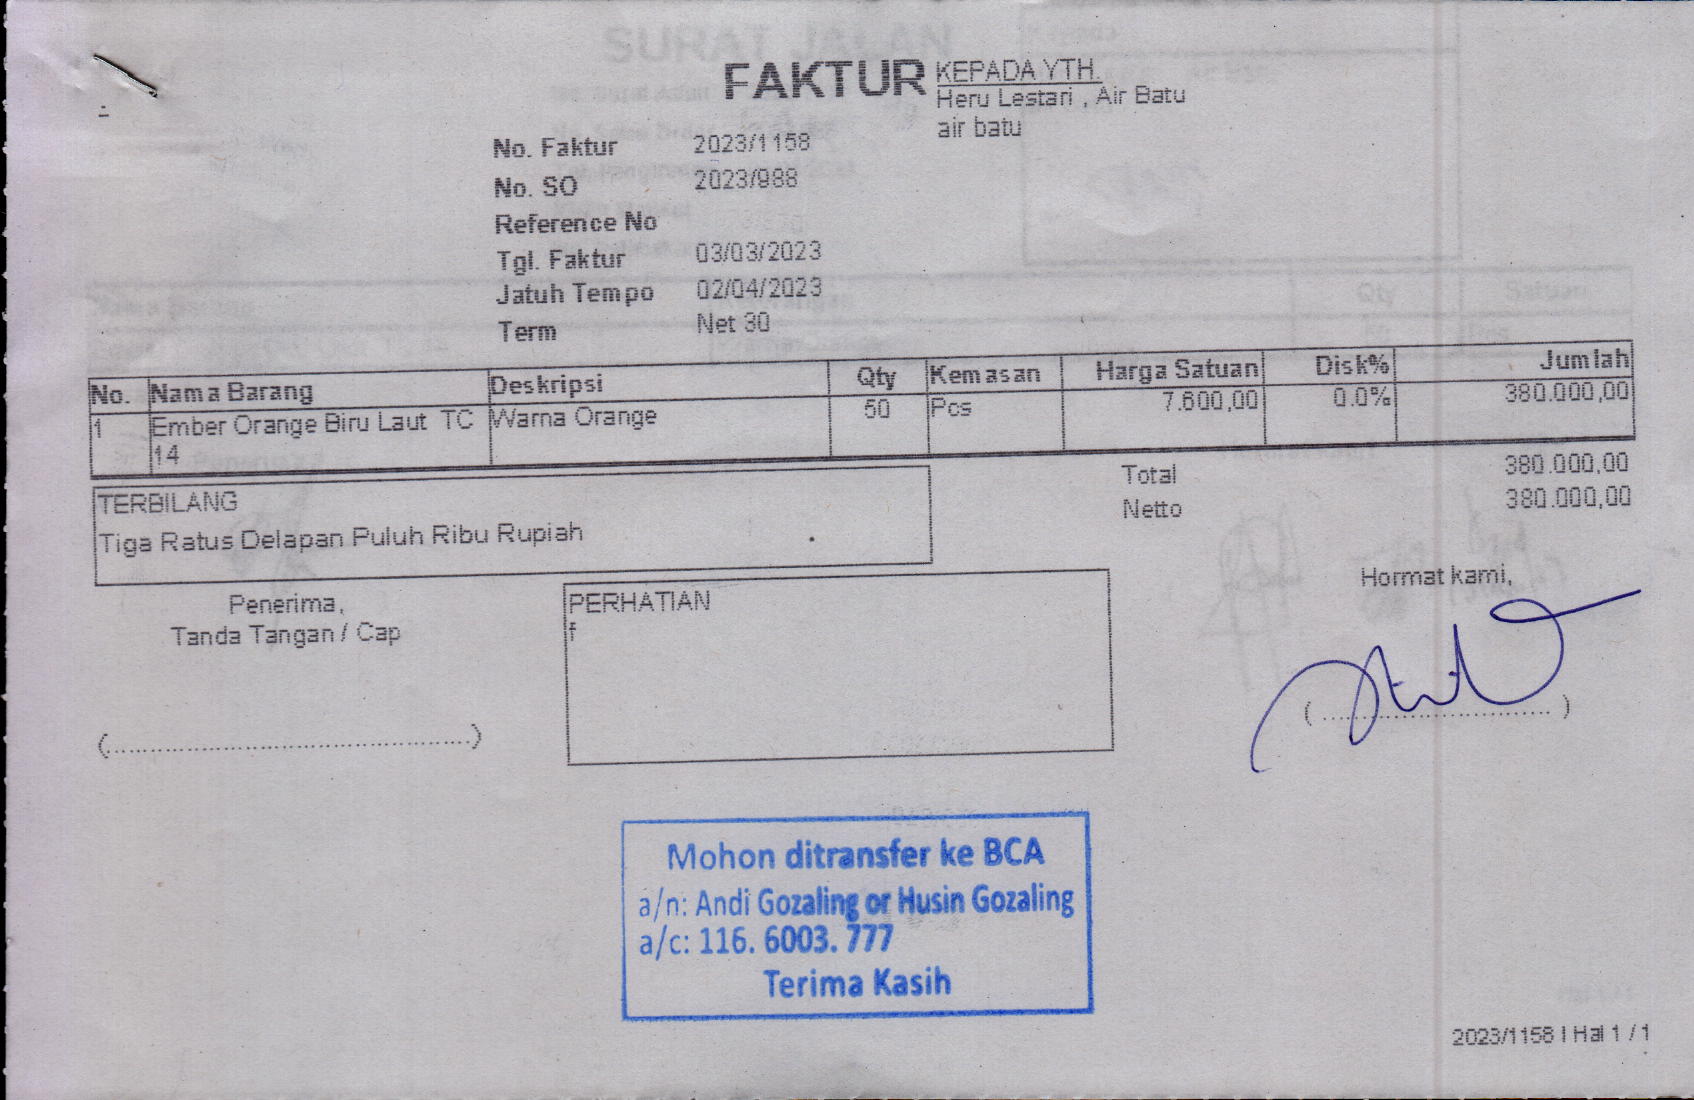 FAKTUR
KEPADA YTH.
Heru Lestari , Air Batu
air batu
No. Faktur 2023/1158
No. SO 2023/988
Reference No
Tgl. Faktur 03/03/2023
Jatuh Tempo 02/04/2023
Term Net 30
No. Nama Barang Deskripsi Qty Kemasan Harga Satuan Disk% Jumlah
1 Ember Orange Biru Laut TC Warna Orange 50 Pcs 7.600,00 0.0% 380.000,00
14
Total 380.000,00
Netto 380.000,00
TERBILANG
Tiga Ratus Delapan Puluh Ribu Rupiah
Penerima,
Tanda Tangan / Cap
(...............................................)
PERHATIAN
f
Hormat kami,
( ................................ )
Mohon ditransfer ke BCA
a/n: Andi Gozaling or Husin Gozaling
a/c: 116. 6003. 777
Terima Kasih
2023/1158 I Hal 1 / 1
SURAT JALAN
Qty Satuan